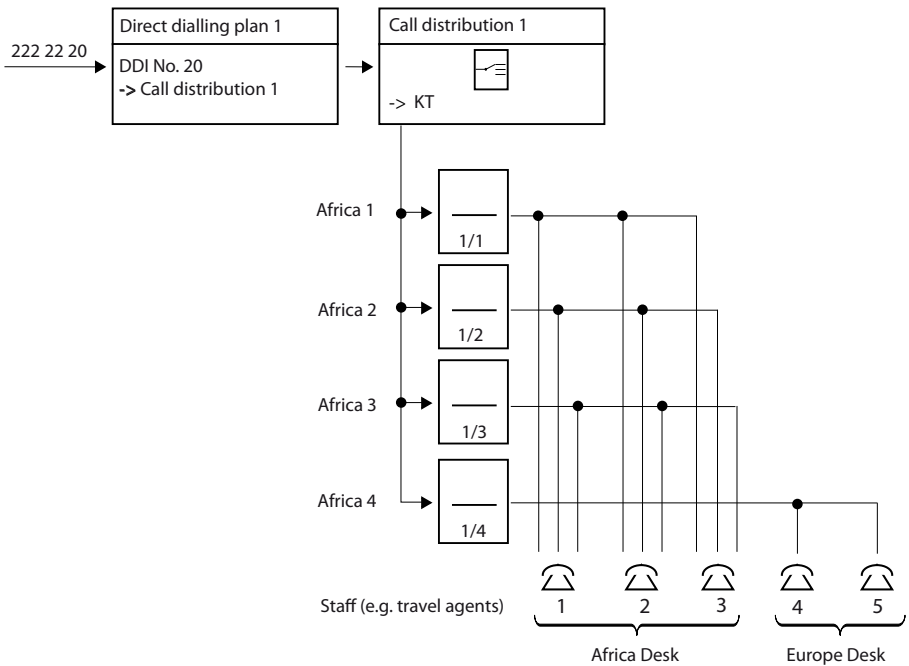 222 22 20
Direct dialling plan 1
DDI No. 20
-> Call distribution 1
Call distribution 1
-> KT
Africa 1
1/1
Africa 2
1/2
Africa 3
1/3
Africa 4
1/4
Staff (e.g. travel agents)
1 2 3 4 5
Africa Desk
Europe Desk